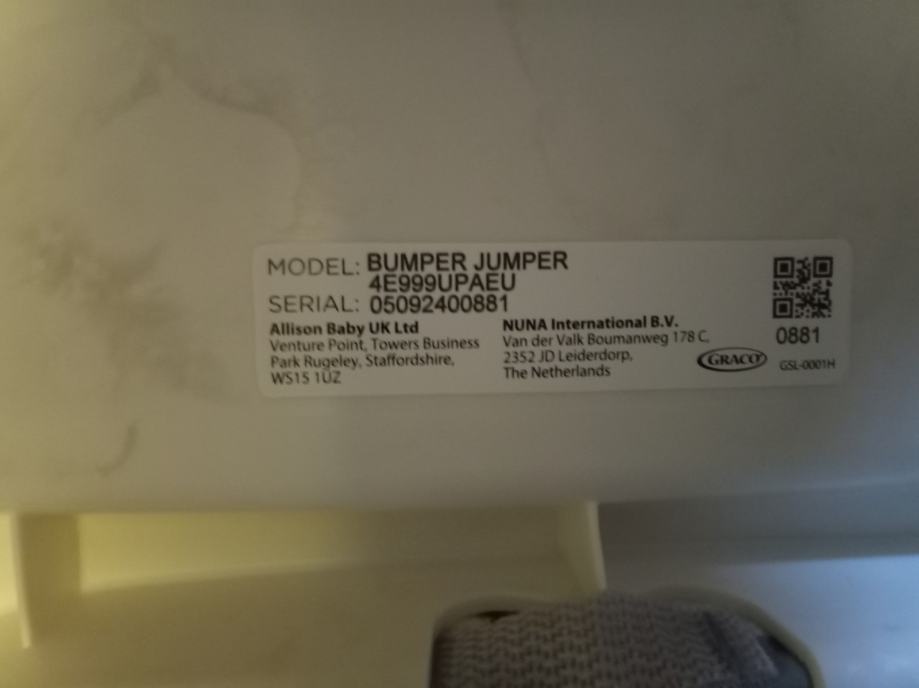 MODEL: BUMPER JUMPER
4E999UPAEU
SERIAL: 05092400881
Allison Baby UK Ltd
Venture Point, Towers Business
Park Rugeley, Staffordshire,
WS15 1UZ
NUNA International B.V.
Van der Valk Boumanweg 178 C,
2352 JD Leiderdorp,
The Netherlands
GRACO
0881
GSL-0001H